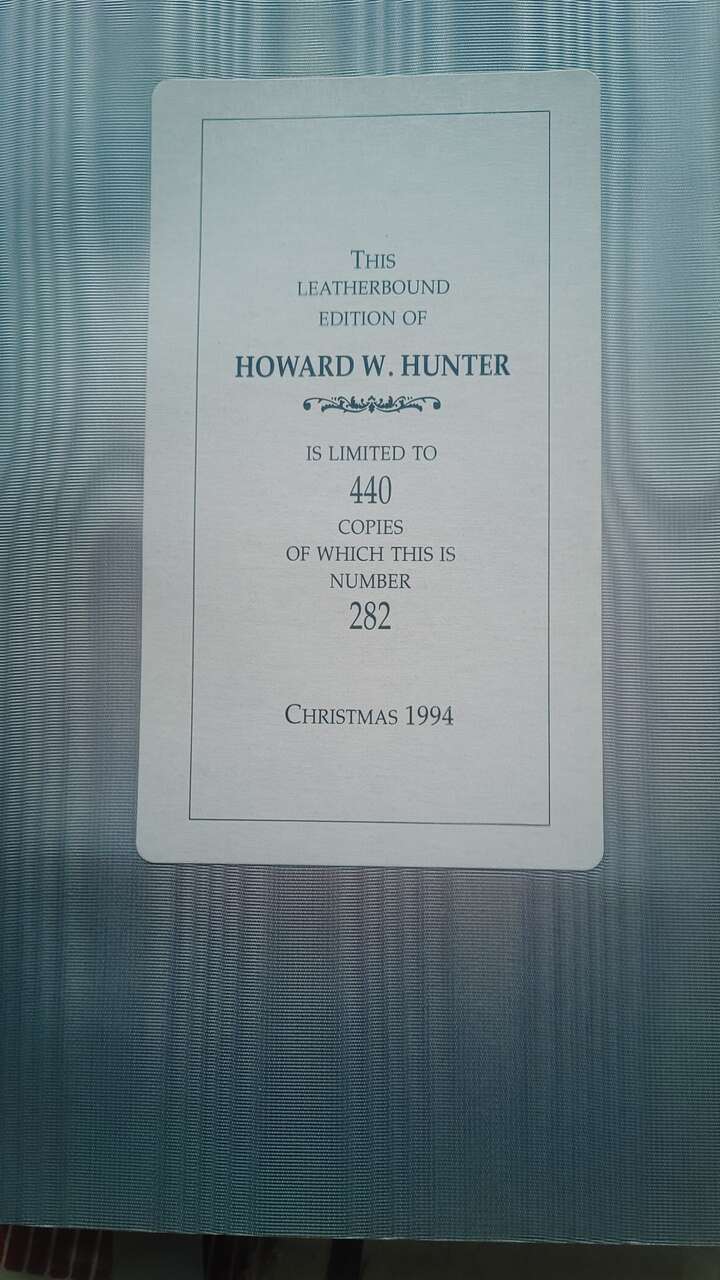 This
leatherbound
edition of
HOWARD W. HUNTER
is limited to
440
copies
of which this is
number
282
Christmas 1994